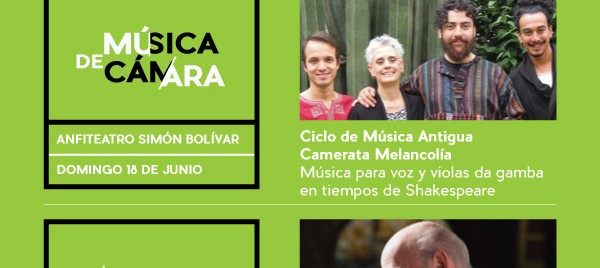 MÚSICA
DE
CÁMARA
ANFITEATRO SIMÓN BOLÍVAR
DOMINGO 18 DE JUNIO
Ciclo de Música Antigua
Camerata Melancolía
Música para voz y violas da gamba
en tiempos de Shakespeare